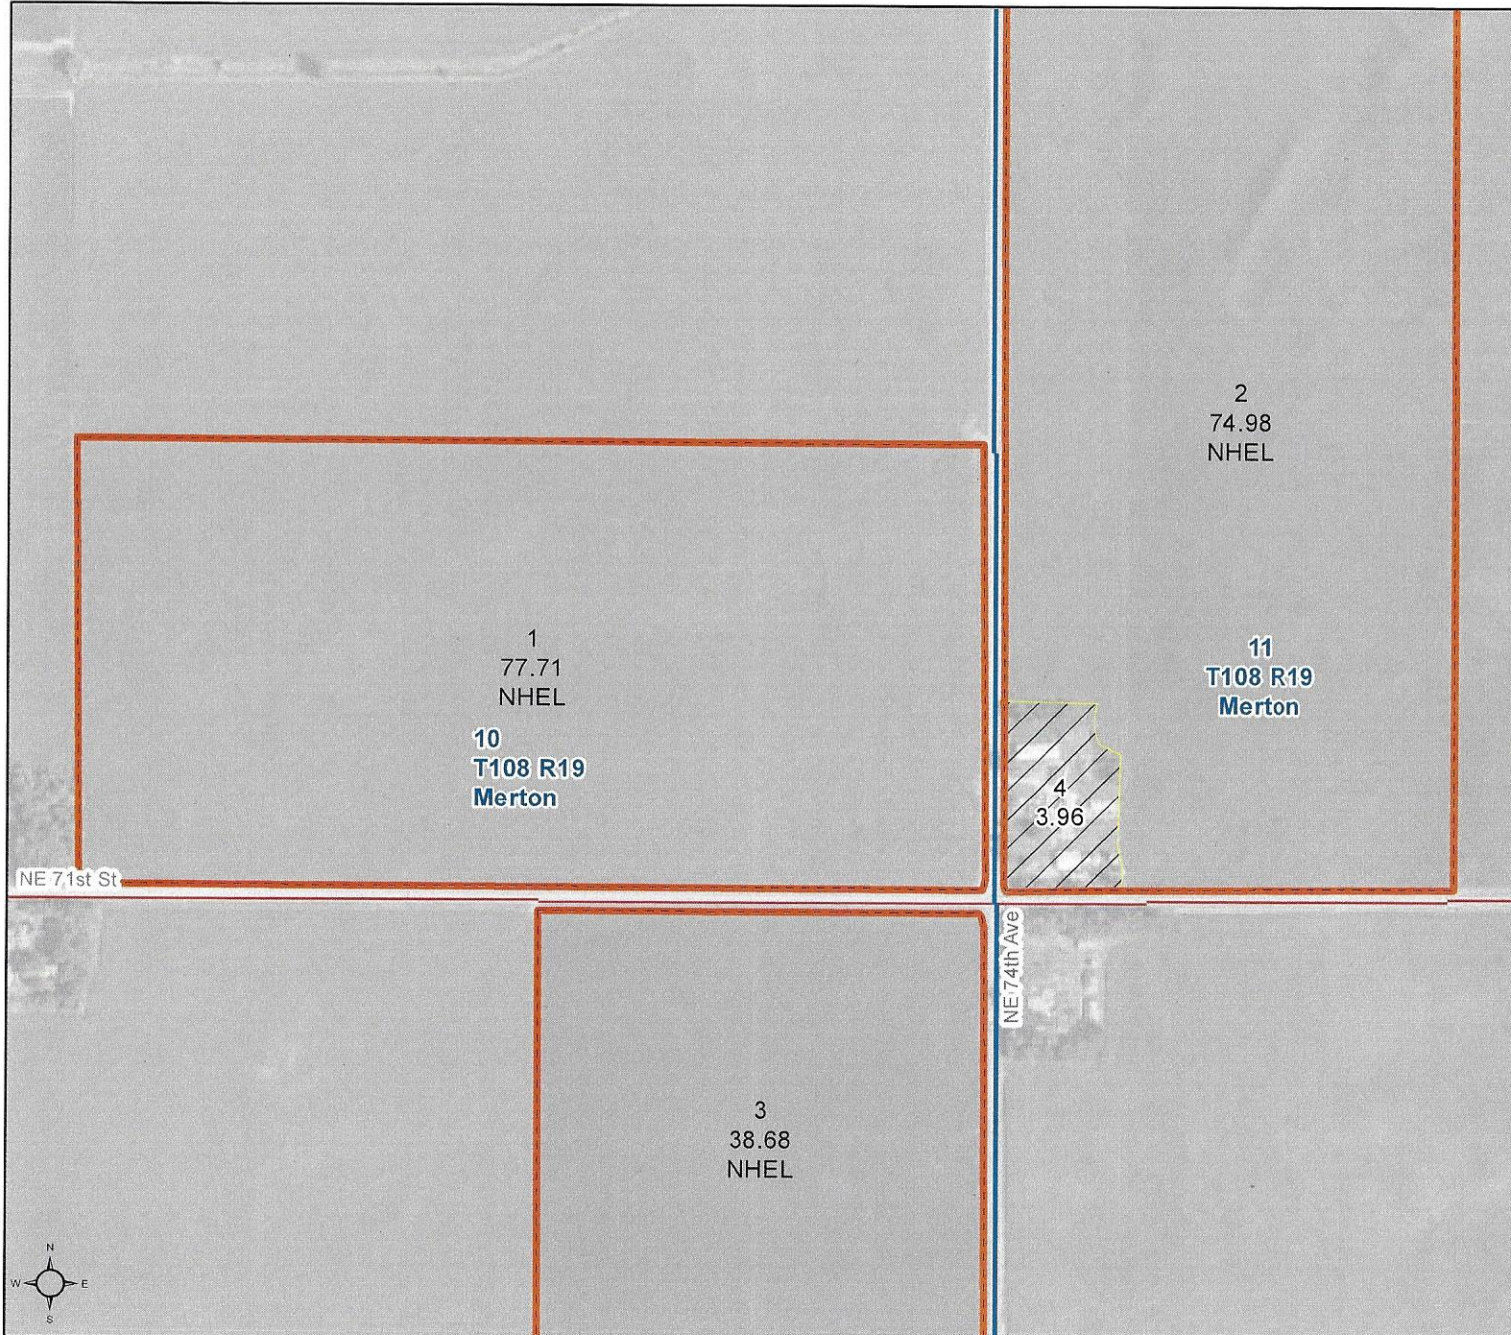 2
74.98
NHEL
1
77.71
NHEL
11
T108 R19
Merton
10
T108 R19
Merton
4
3.96
NE 71st St
NE 74th Ave
3
38.68
NHEL
N
W E
S